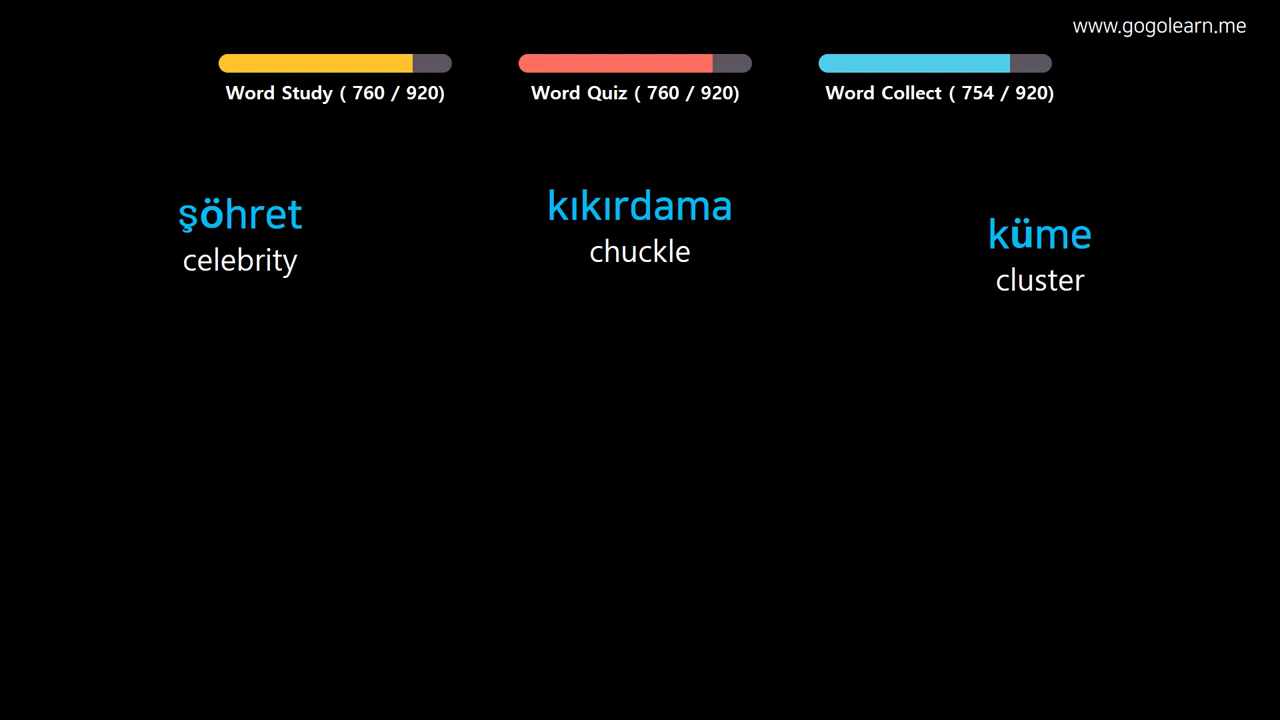 www.gogolearn.me
Word Study ( 760 / 920)
Word Quiz ( 760 / 920)
Word Collect ( 754 / 920)
şöhret
celebrity
kıkırdama
chuckle
küme
cluster